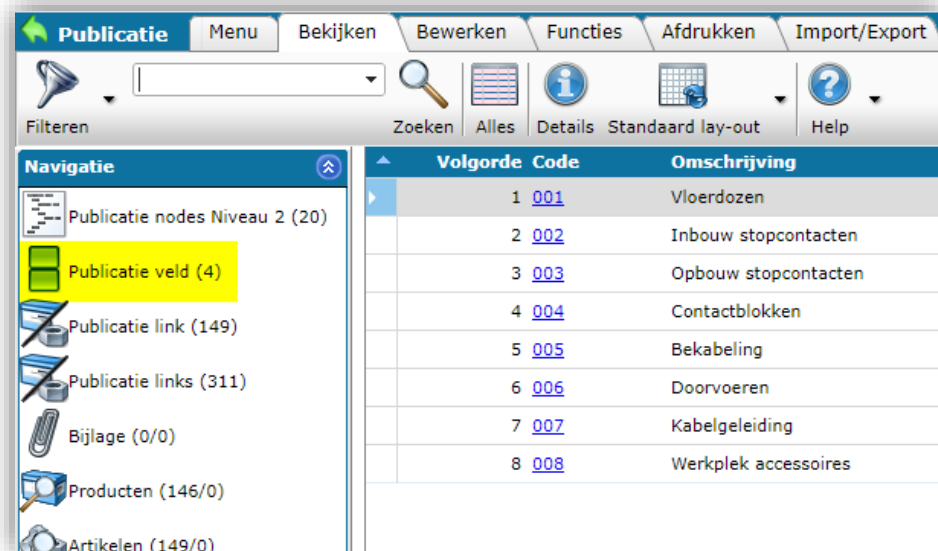 Publicatie Menu Bekijken Bewerken Functies Afdrukken Import/Export
Filteren Zoeken Alles Details Standaard lay-out Help
Navigatie
Publicatie nodes Niveau 2 (20)
Publicatie veld (4)
Publicatie link (149)
Publicatie links (311)
Bijlage (0/0)
Producten (146/0)
Artikelen (149/0)
Volgorde Code Omschrijving
1 001 Vloerdozen
2 002 Inbouw stopcontacten
3 003 Opbouw stopcontacten
4 004 Contactblokken
5 005 Bekabeling
6 006 Doorvoeren
7 007 Kabelgeleiding
8 008 Werkplek accessoires